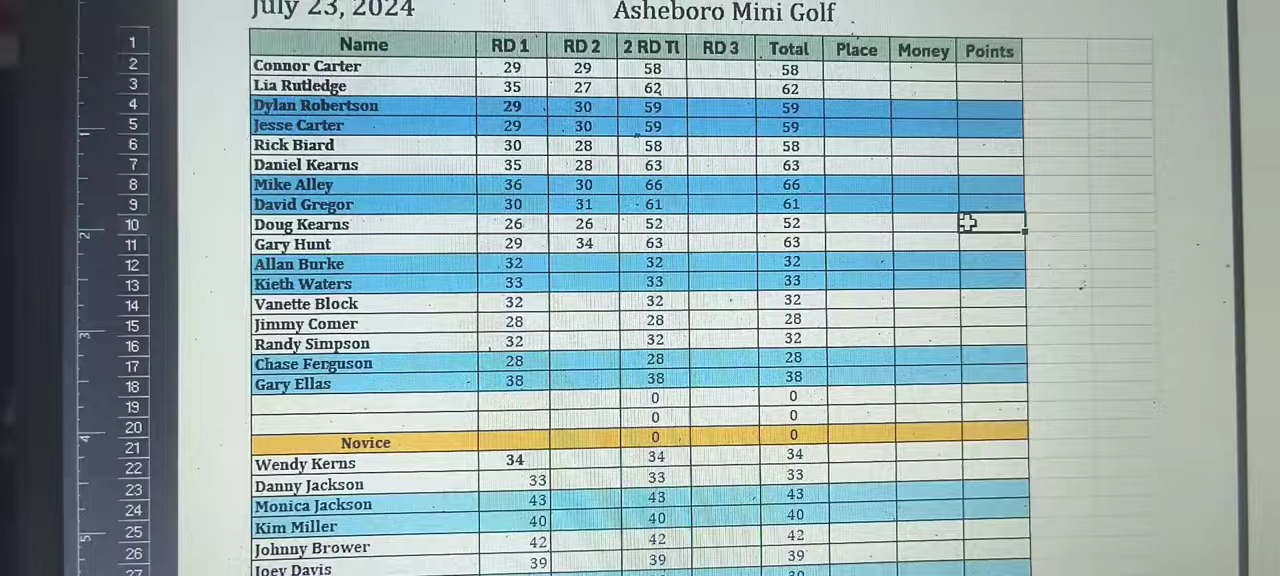 July 23, 2024 Asheboro Mini Golf
1 Name RD 1 RD 2 2 RD Tl RD 3 Total Place Money Points
2 Connor Carter 29 29 58 58
3 Lia Rutledge 35 27 62 62
4 Dylan Robertson 29 30 59 59
5 Jesse Carter 29 30 59 59
6 Rick Biard 30 28 58 58
7 Daniel Kearns 35 28 63 63
8 Mike Alley 36 30 66 66
9 David Gregor 30 31 61 61
10 Doug Kearns 26 26 52 52
11 Gary Hunt 29 34 63 63
12 Allan Burke 32 32 32
13 Kieth Waters 33 33 33
14 Vanette Block 32 32 32
15 Jimmy Comer 28 28 28
16 Randy Simpson 32 32 32
17 Chase Ferguson 28 28 28
18 Gary Ellas 38 38 38
19 0 0
20 0 0
21 Novice 0 0
22 Wendy Kerns 34 34 34
23 Danny Jackson 33 33 33
24 Monica Jackson 43 43 43
25 Kim Miller 40 40 40
26 Johnny Brower 42 42 42
27 Joey Davis 39 39 39
1
2
3
4
5